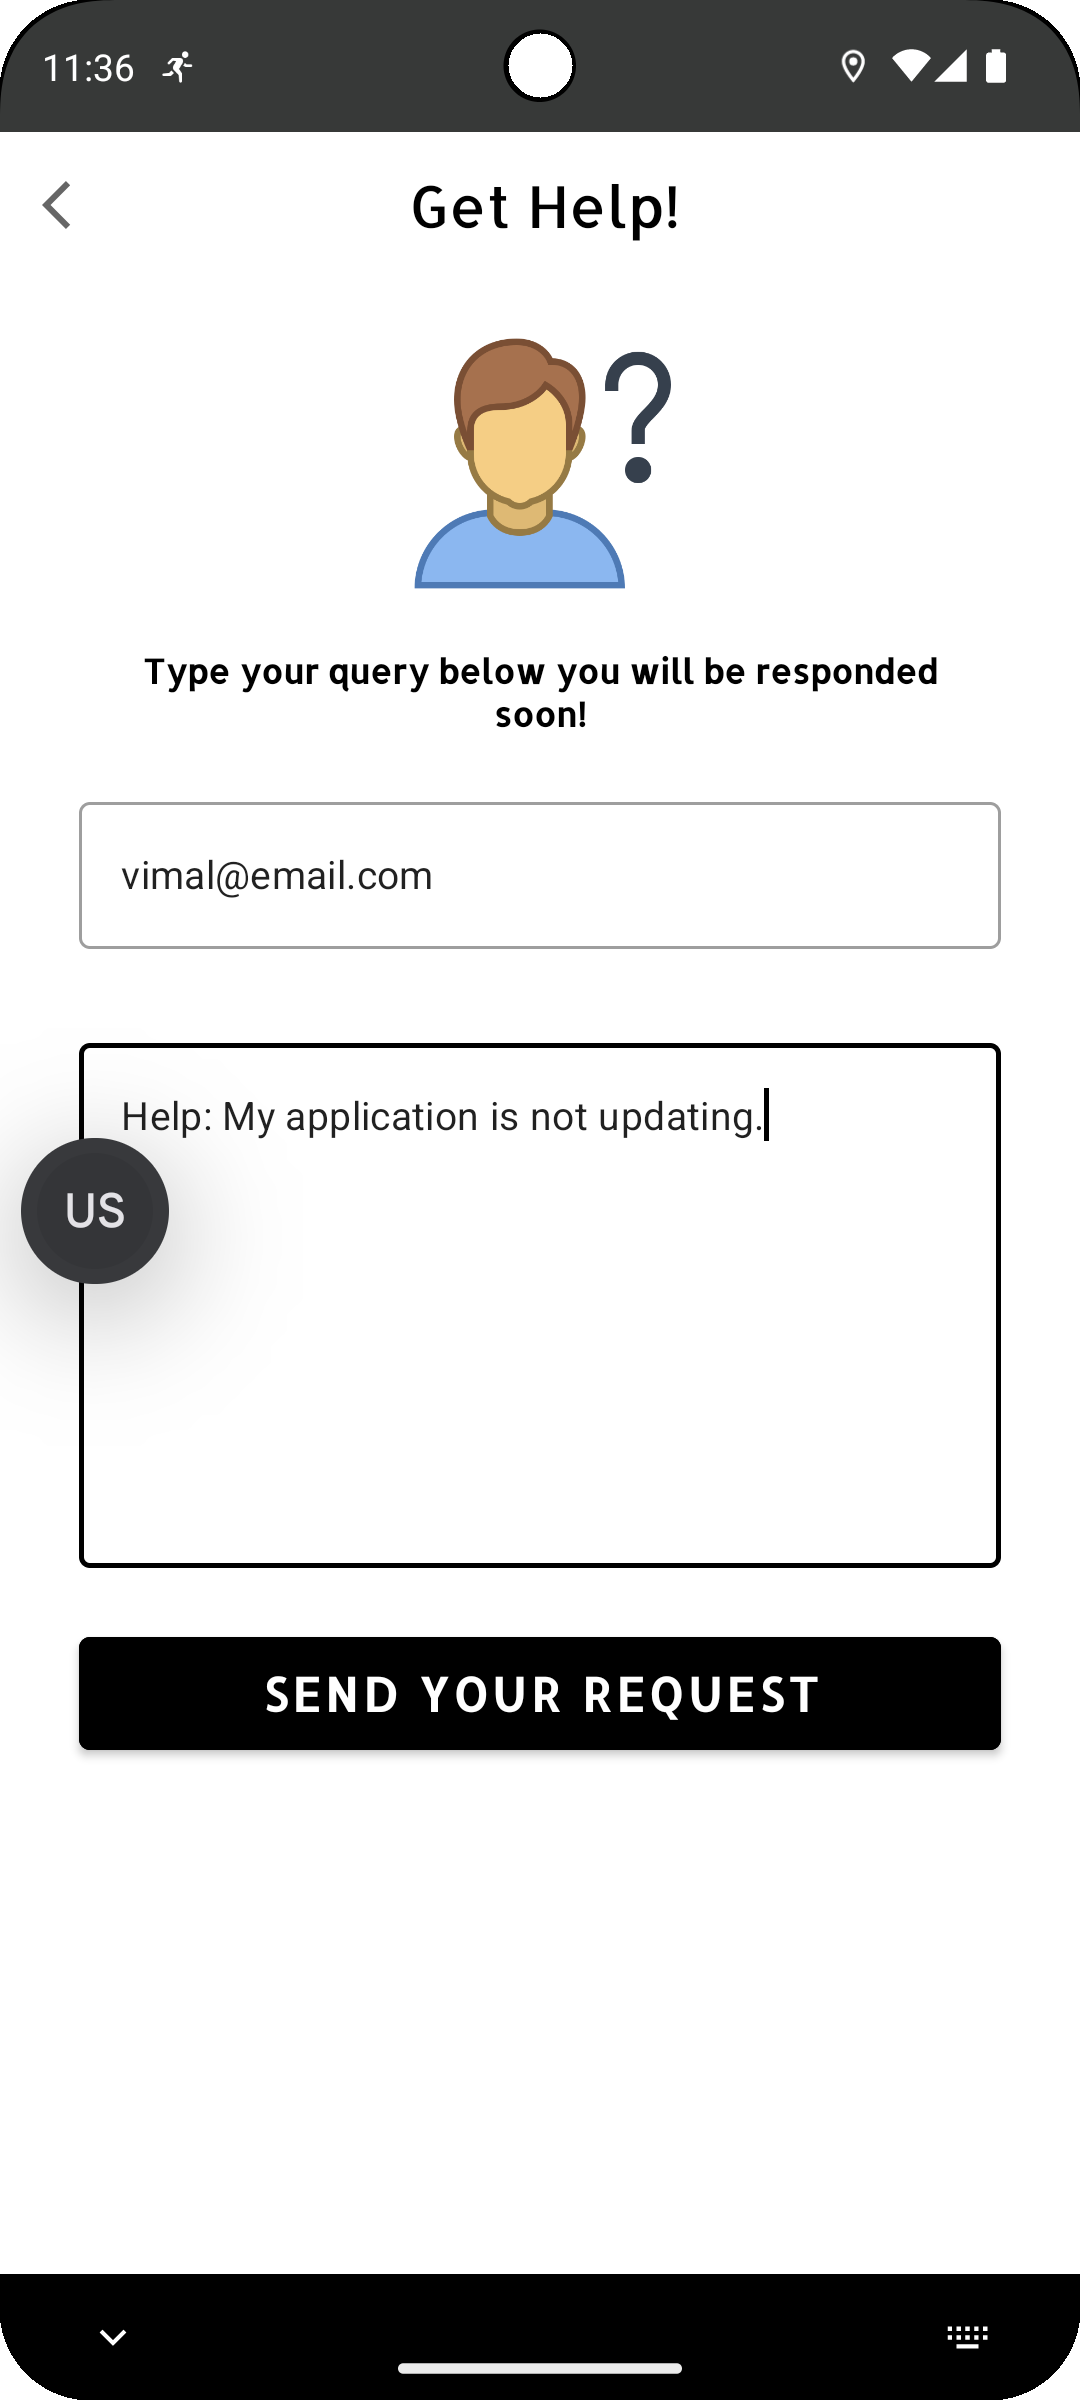 11:36
Get Help!
Type your query below you will be responded
soon!
vimal@email.com
Help: My application is not updating.
US
SEND YOUR REQUEST